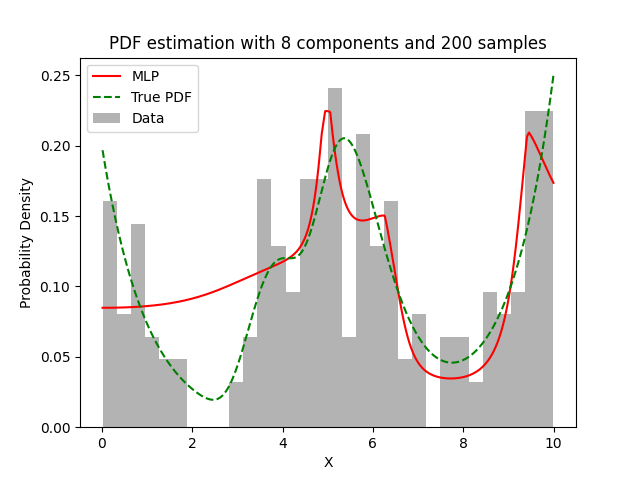 PDF estimation with 8 components and 200 samples
MLP
True PDF
Data
Probability Density
0.25
0.20
0.15
0.10
0.05
0.00
0 2 4 6 8 10
X